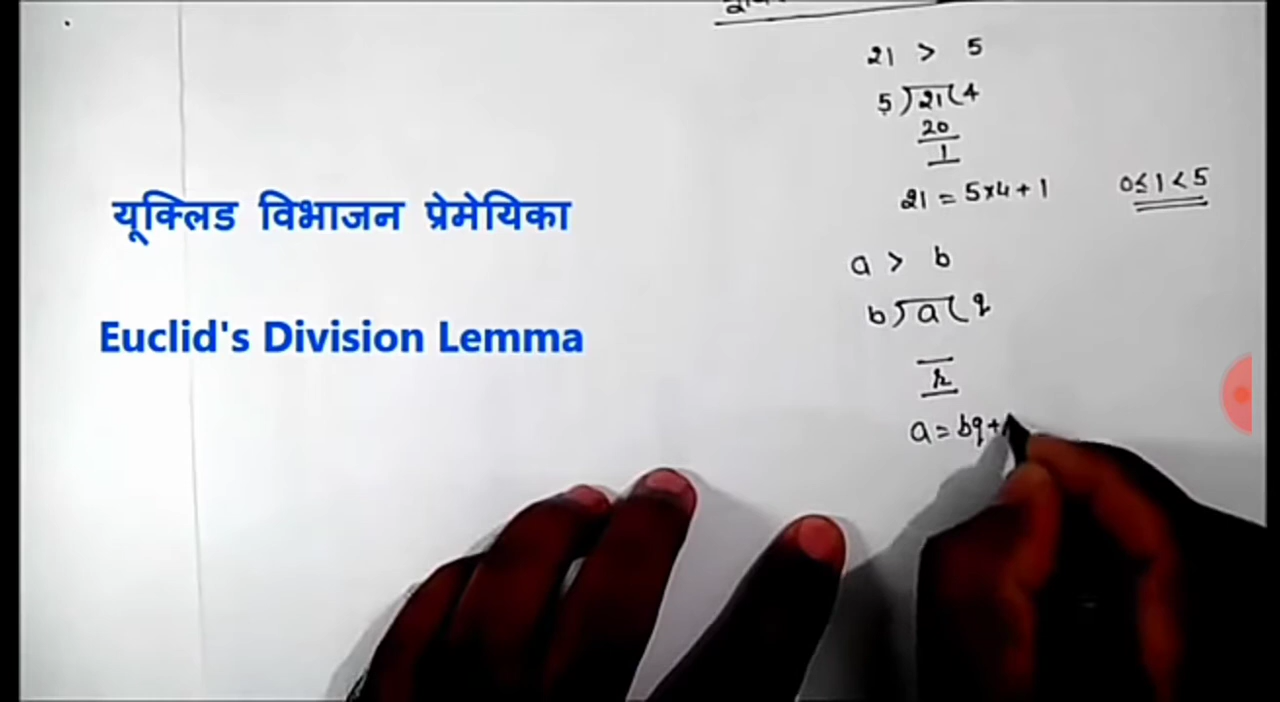 21 > 5
5)21(4
20
1
21 = 5×4+1 0≤1<5
यूक्लिड विभाजन प्रेमेयिका
a > b
b)a(q
Euclid's Division Lemma
r
a = bq+